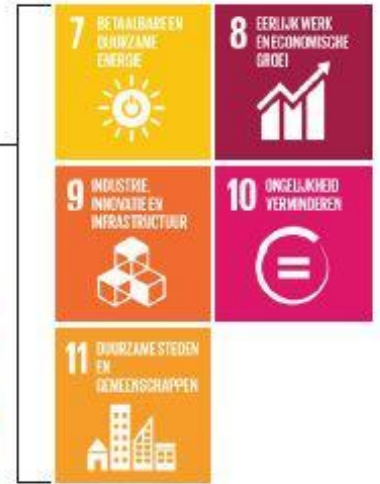 7 BETAALBARE EN
DUURZAME
ENERGIE
8 EERLIJK WERK
EN ECONOMISCHE
GROEI
9 INDUSTRIE,
INNOVATIE EN
INFRASTRUCTUUR
10 ONGELIJKHEID
VERMINDEREN
11 DUURZAME STEDEN
EN
GEMEENSCHAPPEN